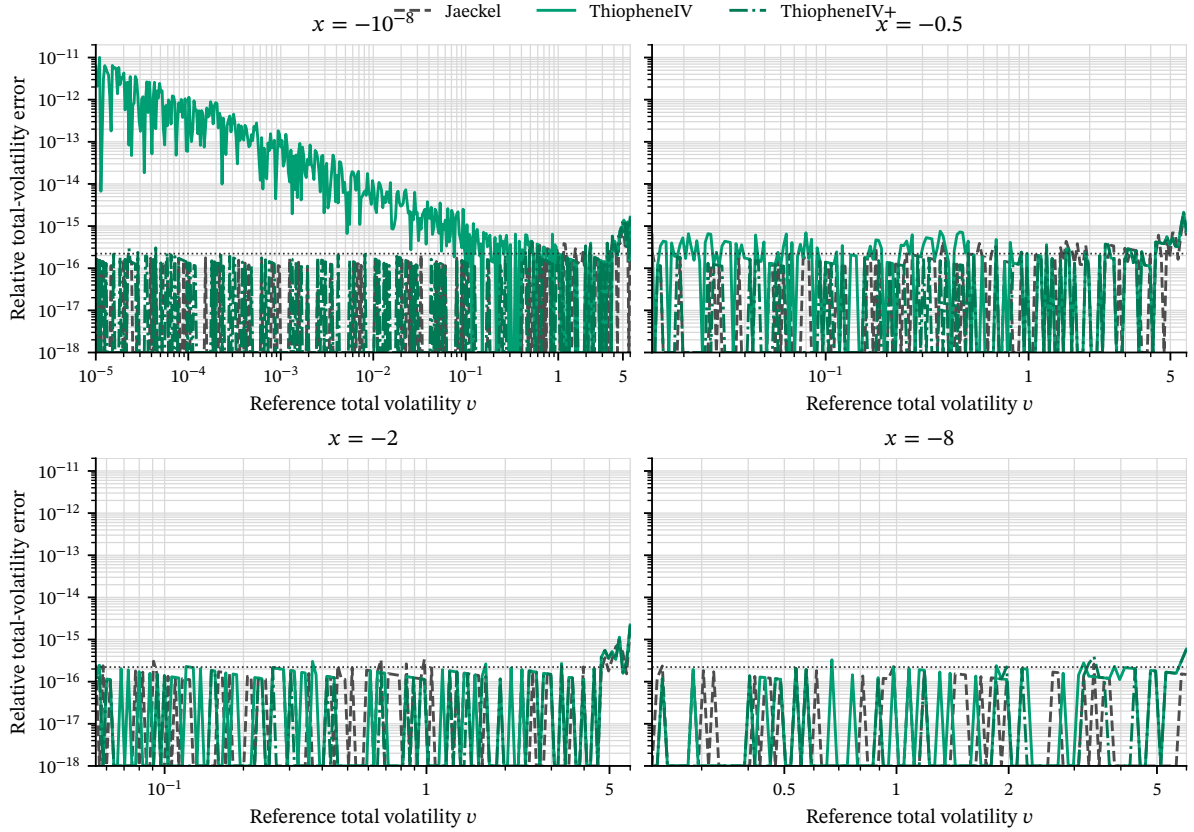 Jaeckel ThiopheneIV ThiopheneIV+
x = −10⁻⁸
x = −0.5
Relative total-volatility error
10⁻¹¹
10⁻¹²
10⁻¹³
10⁻¹⁴
10⁻¹⁵
10⁻¹⁶
10⁻¹⁷
10⁻¹⁸
10⁻⁵ 10⁻⁴ 10⁻³ 10⁻² 10⁻¹ 1 5
10⁻¹ 1 5
Reference total volatility v
Reference total volatility v
x = −2
x = −8
Relative total-volatility error
10⁻¹¹
10⁻¹²
10⁻¹³
10⁻¹⁴
10⁻¹⁵
10⁻¹⁶
10⁻¹⁷
10⁻¹⁸
10⁻¹ 1 5
0.5 1 2 5
Reference total volatility v
Reference total volatility v